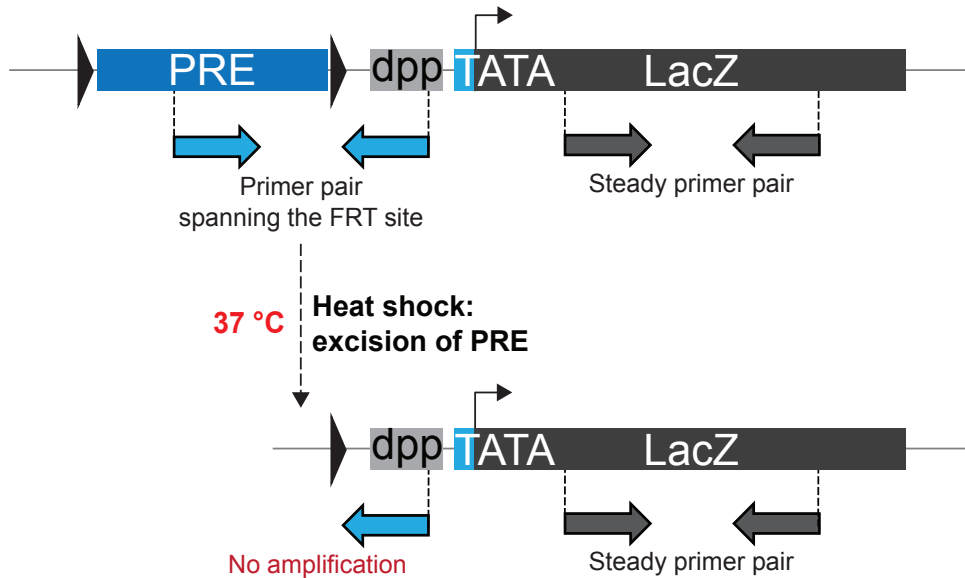 PRE
dpp
TATA
LacZ
Primer pair
spanning the FRT site
Steady primer pair
37 °C
Heat shock:
excision of PRE
dpp
TATA
LacZ
No amplification
Steady primer pair